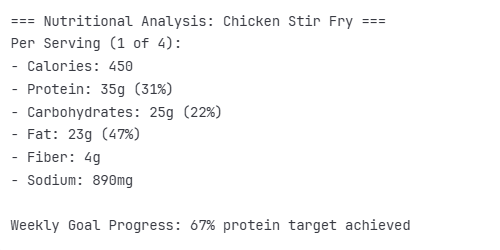 === Nutritional Analysis: Chicken Stir Fry ===
Per Serving (1 of 4):
- Calories: 450
- Protein: 35g (31%)
- Carbohydrates: 25g (22%)
- Fat: 23g (47%)
- Fiber: 4g
- Sodium: 890mg
Weekly Goal Progress: 67% protein target achieved